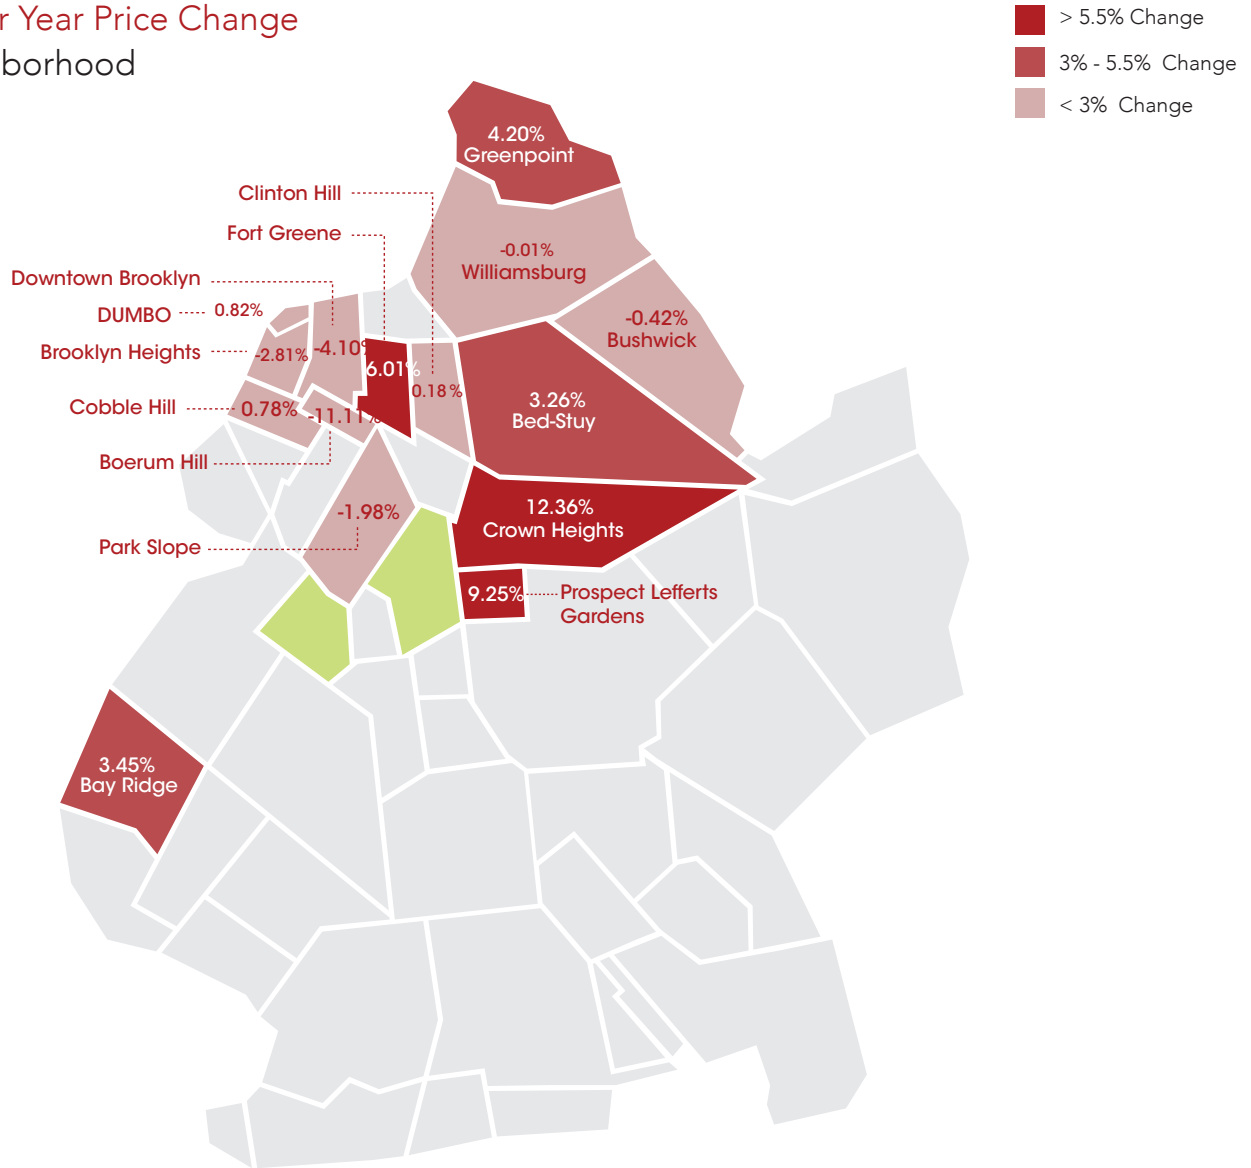 r Year Price Change
borhood
> 5.5% Change
3% - 5.5% Change
< 3% Change
4.20%
Greenpoint
Clinton Hill
Fort Greene
-0.01%
Williamsburg
Downtown Brooklyn
DUMBO
0.82%
-0.42%
Bushwick
Brooklyn Heights
-2.81%
-4.10%
6.01%
0.18%
Cobble Hill
0.78%
-11.11%
3.26%
Bed-Stuy
Boerum Hill
-1.98%
12.36%
Crown Heights
Park Slope
9.25%
Prospect Lefferts
Gardens
3.45%
Bay Ridge